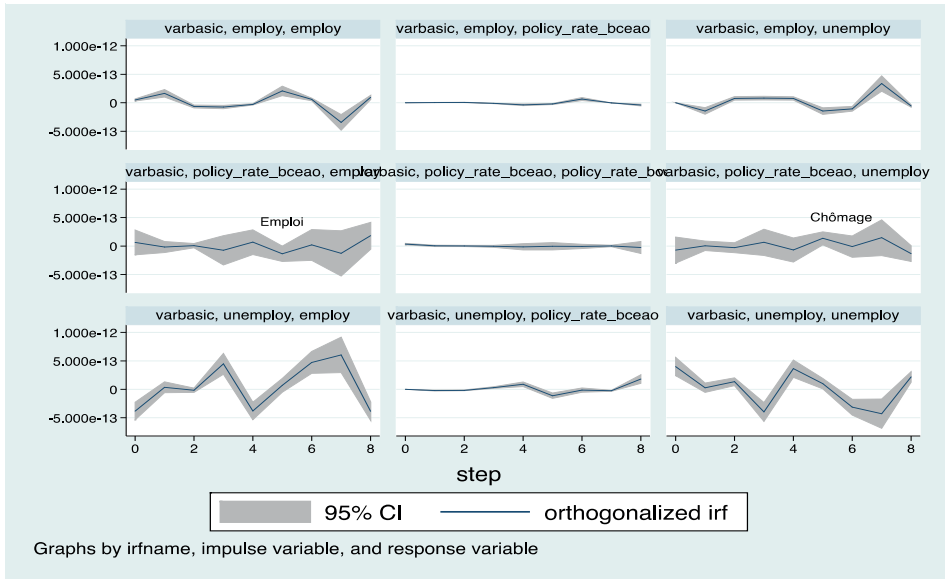 varbasic, employ, employ
varbasic, employ, policy_rate_bceao
varbasic, employ, unemploy
1.000e-12
5.000e-13
0
-5.000e-13
varbasic, policy_rate_bceao, employ
varbasic, policy_rate_bceao, policy_rate_bceao
varbasic, policy_rate_bceao, unemploy
1.000e-12
5.000e-13
0
-5.000e-13
Emploi
Chômage
varbasic, unemploy, employ
varbasic, unemploy, policy_rate_bceao
varbasic, unemploy, unemploy
1.000e-12
5.000e-13
0
-5.000e-13
0 2 4 6 8
0 2 4 6 8
0 2 4 6 8
step
95% CI
orthogonalized irf
Graphs by irfname, impulse variable, and response variable